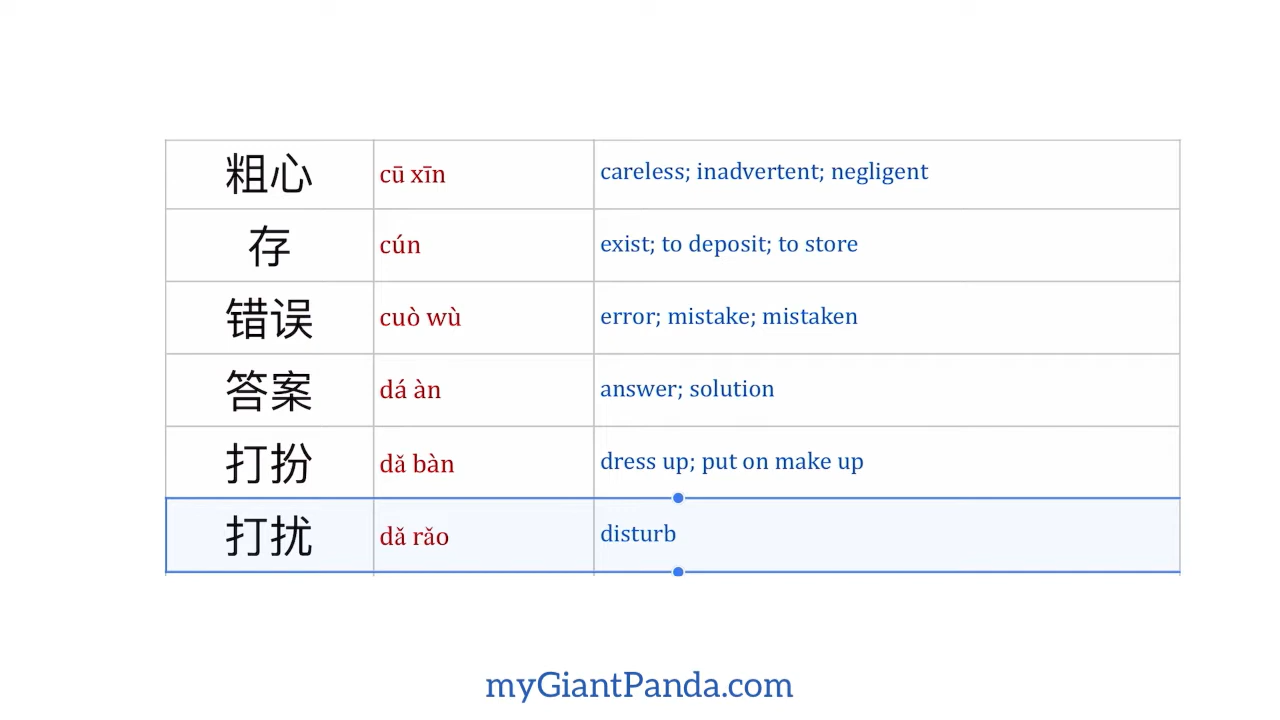 粗心 cū xīn careless; inadvertent; negligent
存 cún exist; to deposit; to store
错误 cuò wù error; mistake; mistaken
答案 dá àn answer; solution
打扮 dǎ bàn dress up; put on make up
打扰 dǎ rǎo disturb
myGiantPanda.com